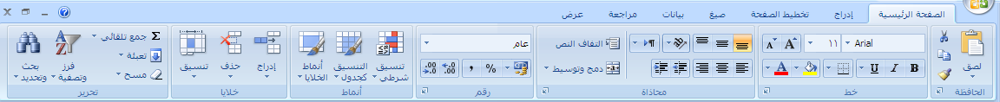 الصفحة الرئيسية إدراج تخطيط الصفحة صيغ بيانات مراجعة عرض
لصق
الحافظة
Arial ١١
B I U
خط
التفاف النص
دمج وتوسيط
محاذاة
عام
% ,
رقم
تنسيق شرطي
التنسيق كجدول
أنماط الخلايا
أنماط
إدراج
حذف
تنسيق
خلايا
Σ جمع تلقائي
تعبئة
مسح
فرز وتصفية
بحث وتحديد
تحرير